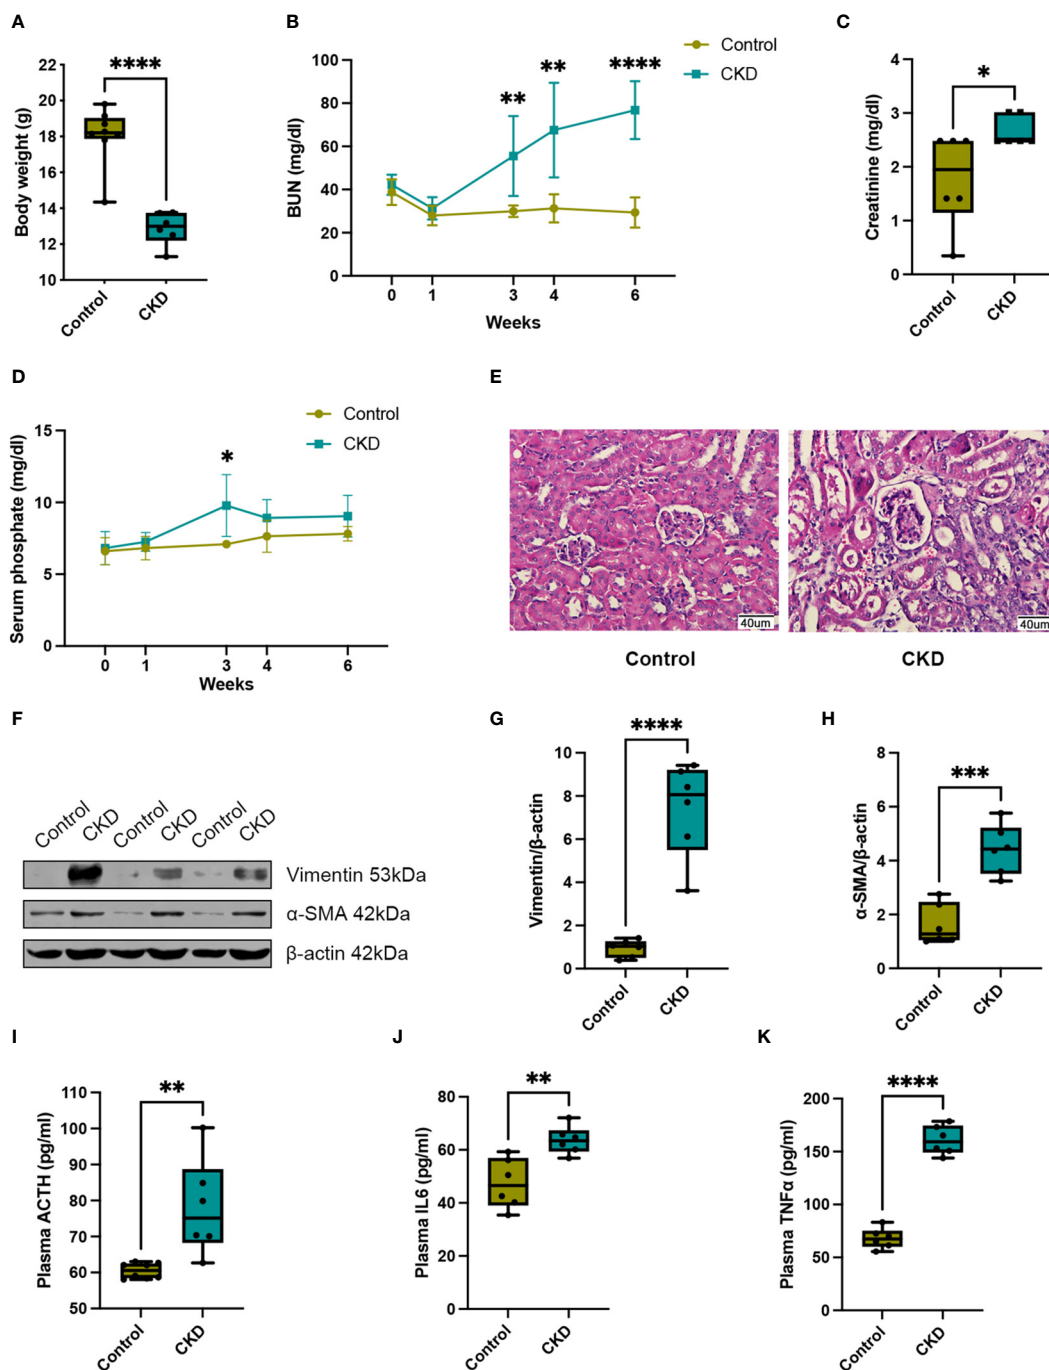 A
Body weight (g)
22
20
18
16
14
12
10
****
Control
CKD
B
BUN (mg/dl)
100
80
60
40
20
0
**
**
****
0 1 3 4 6
Weeks
Control
CKD
C
Creatinine (mg/dl)
4
3
2
1
0
*
Control
CKD
D
Serum phosphate (mg/dl)
15
10
5
0
*
0 1 3 4 6
Weeks
Control
CKD
E
40um
40um
Control
CKD
F
Control CKD Control CKD Control CKD
Vimentin 53kDa
α-SMA 42kDa
β-actin 42kDa
G
Vimentin/β-actin
10
8
6
4
2
0
****
Control
CKD
H
α-SMA/β-actin
8
6
4
2
0
***
Control
CKD
I
Plasma ACTH (pg/ml)
110
100
90
80
70
60
50
**
Control
CKD
J
Plasma IL6 (pg/ml)
80
60
40
20
0
**
Control
CKD
K
Plasma TNFα (pg/ml)
200
150
100
50
0
****
Control
CKD